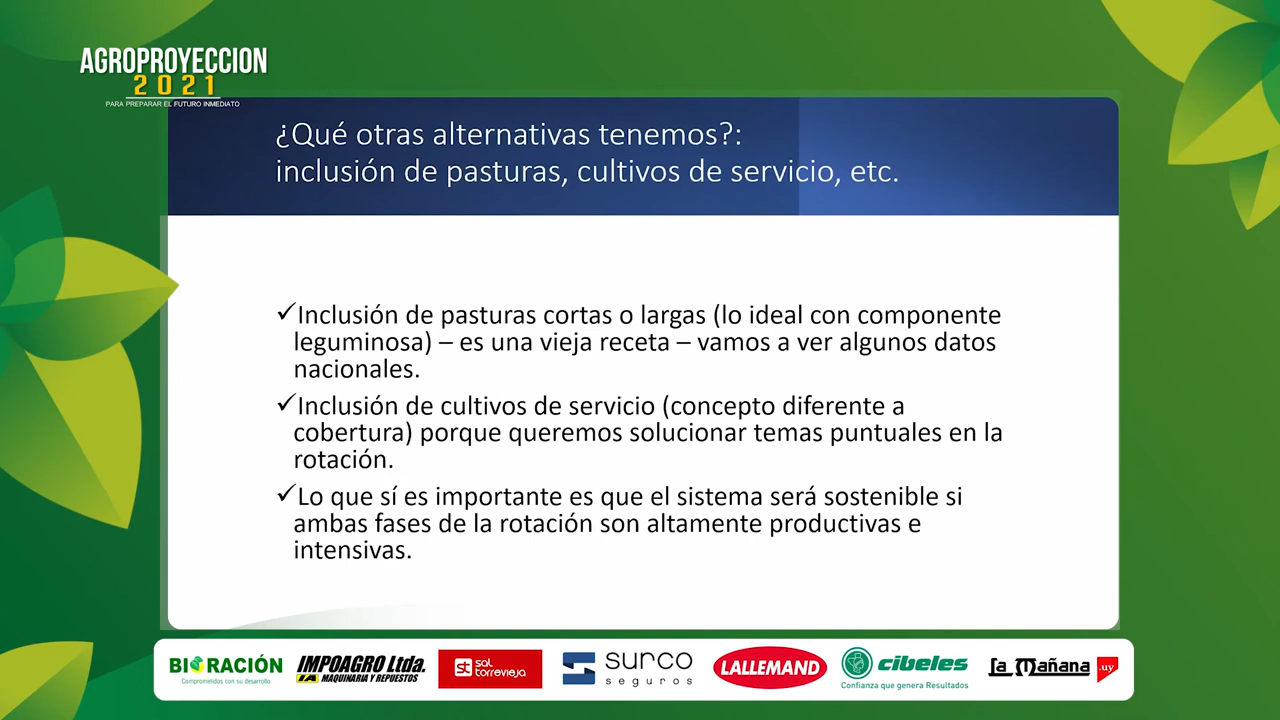 AGROPROYECCION
2021
PARA PREPARAR EL FUTURO INMEDIATO
¿Qué otras alternativas tenemos?:
inclusión de pasturas, cultivos de servicio, etc.
✓Inclusión de pasturas cortas o largas (lo ideal con componente
leguminosa) – es una vieja receta – vamos a ver algunos datos
nacionales.
✓Inclusión de cultivos de servicio (concepto diferente a
cobertura) porque queremos solucionar temas puntuales en la
rotación.
✓Lo que sí es importante es que el sistema será sostenible si
ambas fases de la rotación son altamente productivas e
intensivas.
BIORACIÓN
Comprometidos con su desarrollo
IMPOAGRO Ltda.
IA MAQUINARIA Y REPUESTOS
st sal torrevieja
surco
seguros
LALLEMAND
cibeles
Confianza que genera Resultados
La Mañana .uy